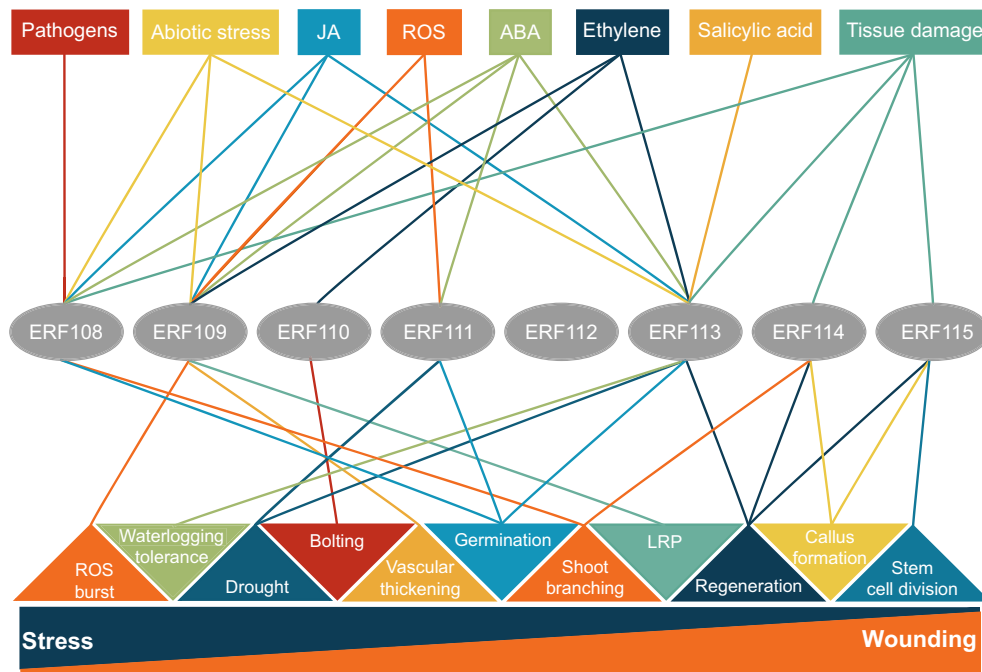 Pathogens
Abiotic stress
JA
ROS
ABA
Ethylene
Salicylic acid
Tissue damage
ERF108
ERF109
ERF110
ERF111
ERF112
ERF113
ERF114
ERF115
ROS
burst
Waterlogging
tolerance
Drought
Bolting
Vascular
thickening
Germination
Shoot
branching
LRP
Regeneration
Callus
formation
Stem
cell division
Stress
Wounding